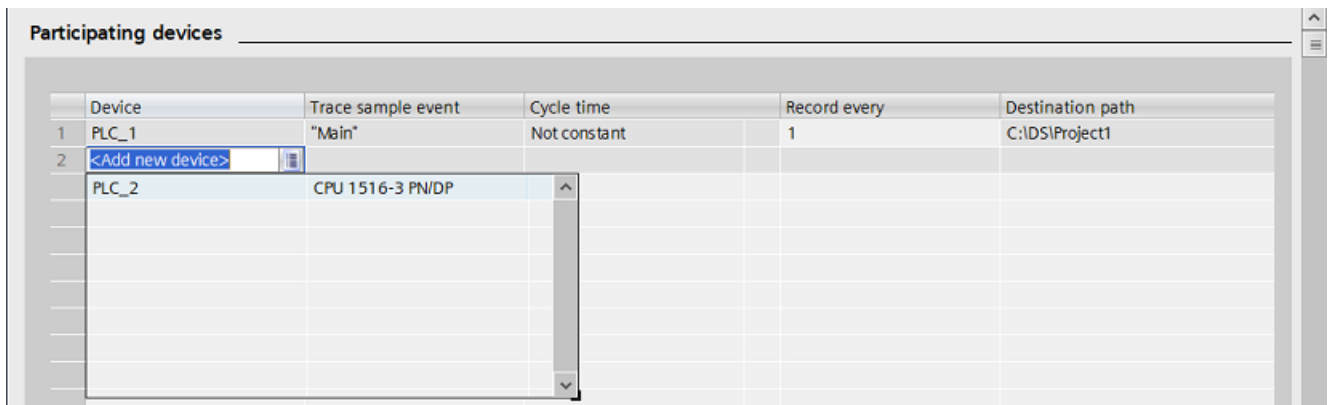 Participating devices
Device Trace sample event Cycle time Record every Destination path
1 PLC_1 "Main" Not constant 1 C:\DS\Project1
2 <Add new device>
PLC_2 CPU 1516-3 PN/DP